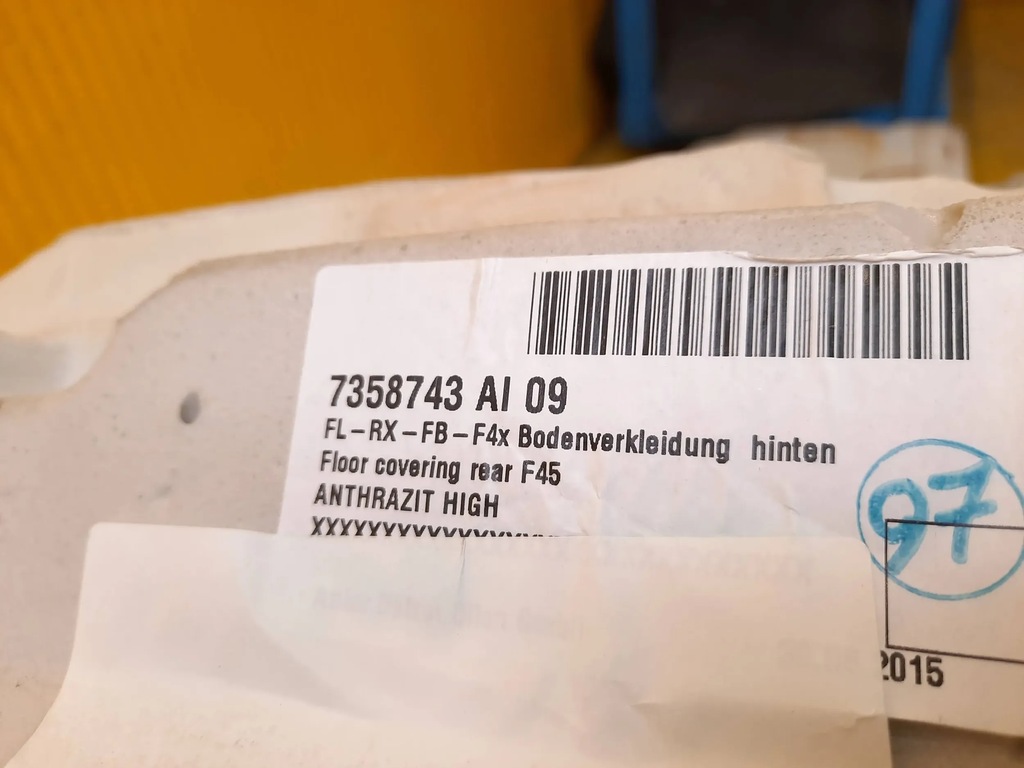 7358743 AI 09
FL-RX-FB-F4x Bodenverkleidung hinten
Floor covering rear F45
ANTHRAZIT HIGH
97
2015